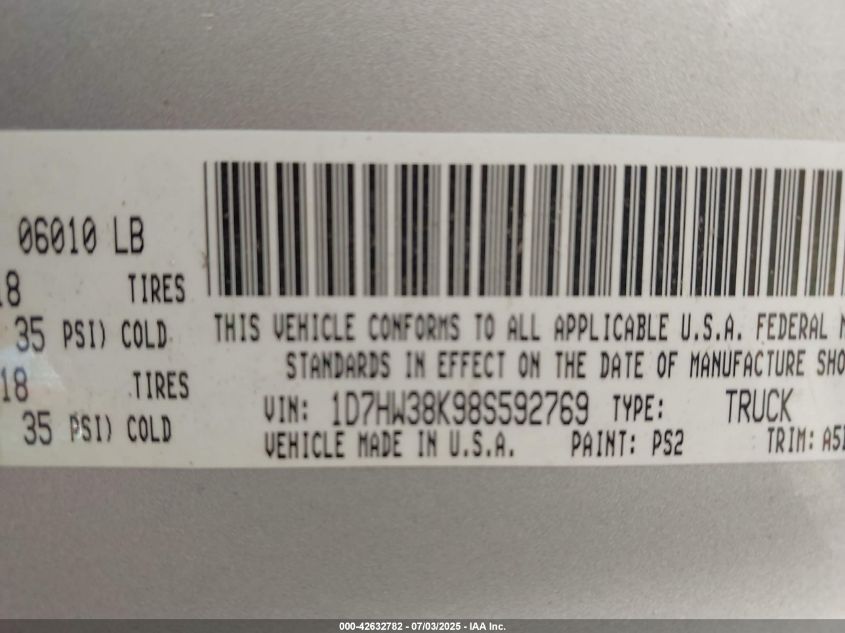 06010 LB
18 TIRES
35 PSI) COLD
18 TIRES
35 PSI) COLD
THIS VEHICLE CONFORMS TO ALL APPLICABLE U.S.A. FEDERAL
STANDARDS IN EFFECT ON THE DATE OF MANUFACTURE
VIN: 1D7HW38K98S592769 TYPE: TRUCK
VEHICLE MADE IN U.S.A. PAINT: PS2 TRIM:
000-42632782 - 07/03/2025 - IAA Inc.